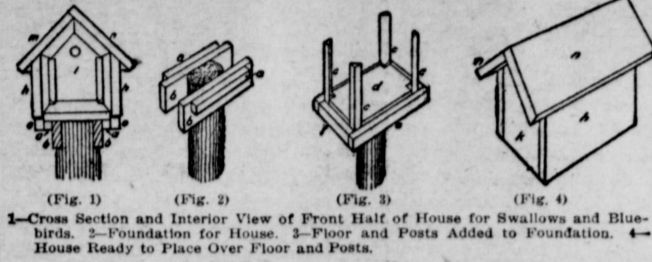 (Fig. 1) (Fig. 2) (Fig. 3) (Fig. 4)
1—Cross Section and Interior View of Front Half of House for Swallows and Blue-
birds. 2—Foundation for House. 3—Floor and Posts Added to Foundation. 4—
House Ready to Place Over Floor and Posts.